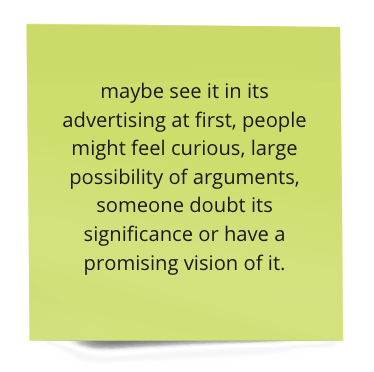 maybe see it in its
advertising at first, people
might feel curious, large
possibility of arguments,
someone doubt its
significance or have a
promising vision of it.